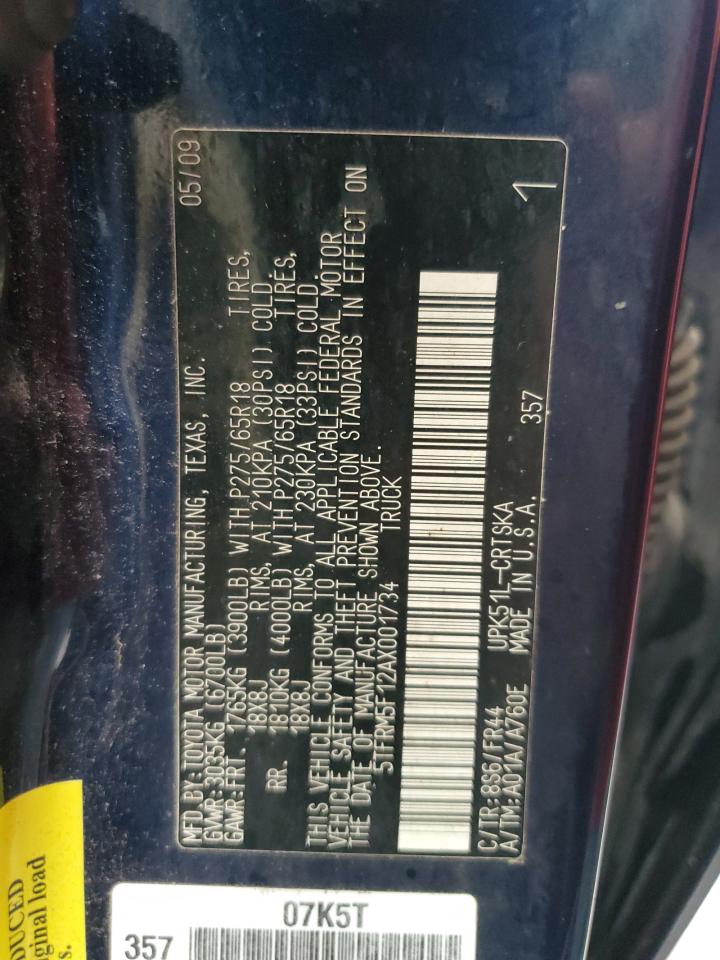 MFD BY:TOYOTA MOTOR MANUFACTURING, TEXAS, INC. 05/09
GVWR:3035KG (6700LB)
GAWR:FRT. 1765KG (3900LB) WITH P275/65R18 TIRES,
18X8J RIMS, AT 210KPA (30PSI) COLD
RR. 1810KG (4000LB) WITH P275/65R18 TIRES,
18X8J RIMS, AT 230KPA (33PSI) COLD.
THIS VEHICLE CONFORMS TO ALL APPLICABLE FEDERAL MOTOR
VEHICLE SAFETY AND THEFT PREVENTION STANDARDS IN EFFECT ON
THE DATE OF MANUFACTURE SHOWN ABOVE.
5TFRM5F12AX001734 TRUCK
1
C/TR:8S6/FR44 UPK51L-CRTSKA
A/TM:A01A/A760E MADE IN U.S.A. 357
07K5T
357
DUCED
ginal load
s.